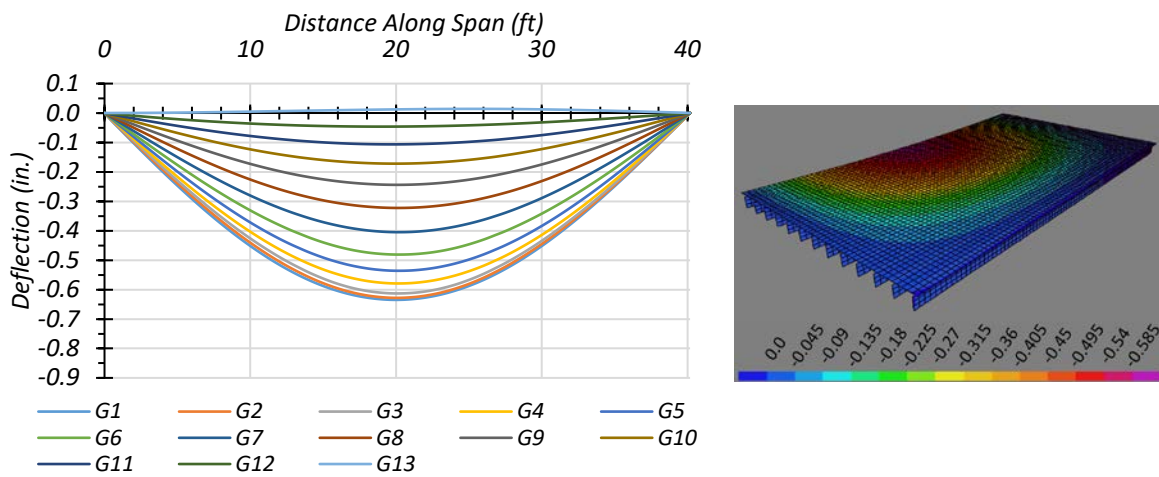 Distance Along Span (ft)
0 10 20 30 40
0.1
0.0
-0.1
-0.2
-0.3
-0.4
-0.5
-0.6
-0.7
-0.8
-0.9
Deflection (in.)
G1 G2 G3 G4 G5
G6 G7 G8 G9 G10
G11 G12 G13
0.0 -0.045 -0.09 -0.135 -0.18 -0.225 -0.27 -0.315 -0.36 -0.405 -0.45 -0.495 -0.54 -0.585